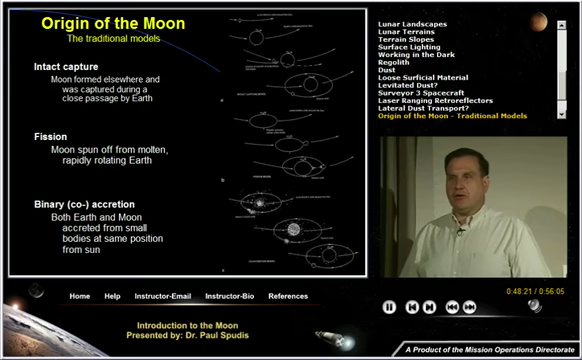 Origin of the Moon
The traditional models
Intact capture
Moon formed elsewhere and
was captured during a
close passage by Earth
Fission
Moon spun off from molten,
rapidly rotating Earth
Binary (co-) accretion
Both Earth and Moon
accreted from small
bodies at same position
from sun
Lunar Landscapes
Lunar Terrains
Terrain Slopes
Surface Lighting
Working in the Dark
Regolith
Dust
Loose Surficial Material
Levitated Dust?
Surveyor 3 Spacecraft
Laser Ranging Retroreflectors
Lateral Dust Transport?
Origin of the Moon - Traditional Models
0:48:21 / 0:56:05
Home Help Instructor-Email Instructor-Bio References
Introduction to the Moon
Presented by: Dr. Paul Spudis
A Product of the Mission Operations Directorate